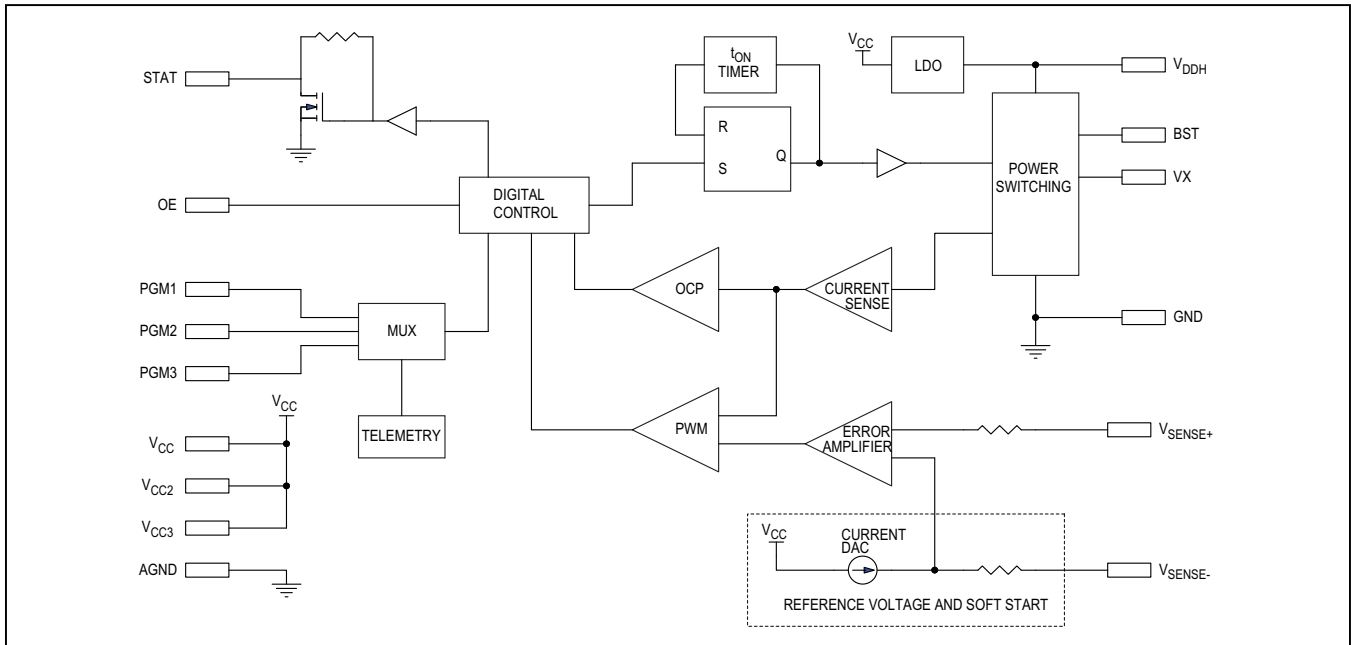 STAT
OE
PGM1
PGM2
PGM3
VCC
VCC
VCC2
VCC3
AGND
MUX
TELEMETRY
DIGITAL
CONTROL
tON
TIMER
R
S
Q
OCP
PWM
CURRENT
SENSE
ERROR
AMPLIFIER
VCC
LDO
POWER
SWITCHING
VDDH
BST
VX
GND
VSENSE+
VCC
CURRENT
DAC
VSENSE-
REFERENCE VOLTAGE AND SOFT START